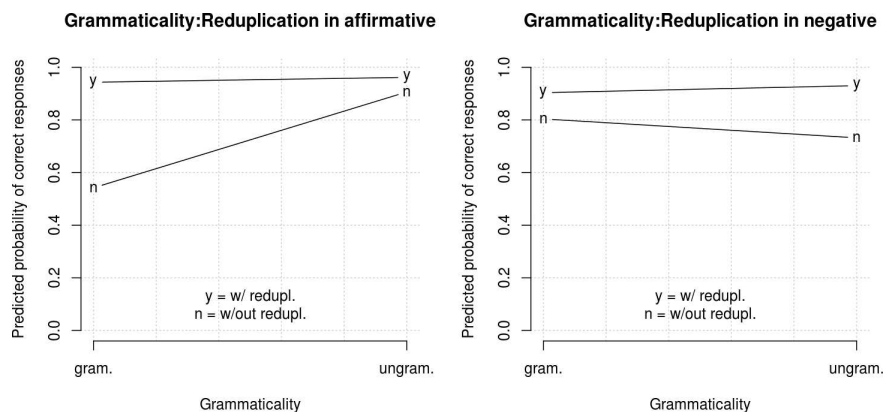 Grammaticality:Reduplication in affirmative
Predicted probability of correct responses
1.0
0.8
0.6
0.4
0.2
0.0
y
y
n
n
y = w/ redupl.
n = w/out redupl.
gram.
ungram.
Grammaticality
Grammaticality:Reduplication in negative
Predicted probability of correct responses
1.0
0.8
0.6
0.4
0.2
0.0
y
y
n
n
y = w/ redupl.
n = w/out redupl.
gram.
ungram.
Grammaticality